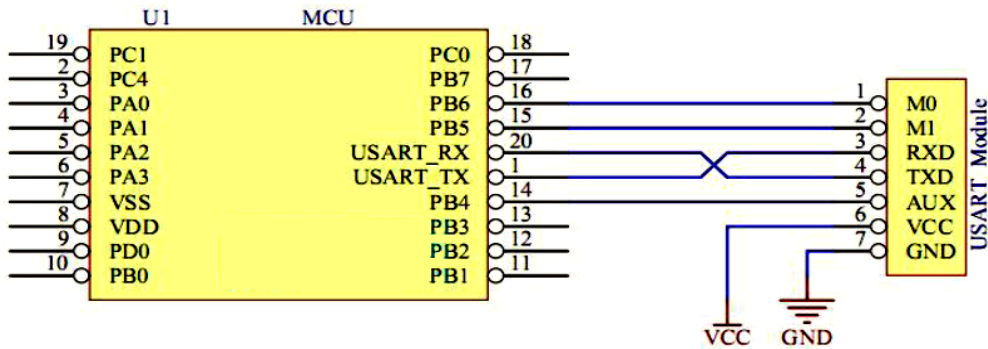 U1 MCU
19 PC1 PC0 18
2 PC4 PB7 17
3 PA0 PB6 16 1 M0
4 PA1 PB5 15 2 M1
5 PA2 USART_RX 20 3 RXD
6 PA3 USART_TX 1 4 TXD
7 VSS PB4 14 5 AUX
8 VDD PB3 13 6 VCC
9 PD0 PB2 12 7 GND
10 PB0 PB1 11
USART Module
VCC GND